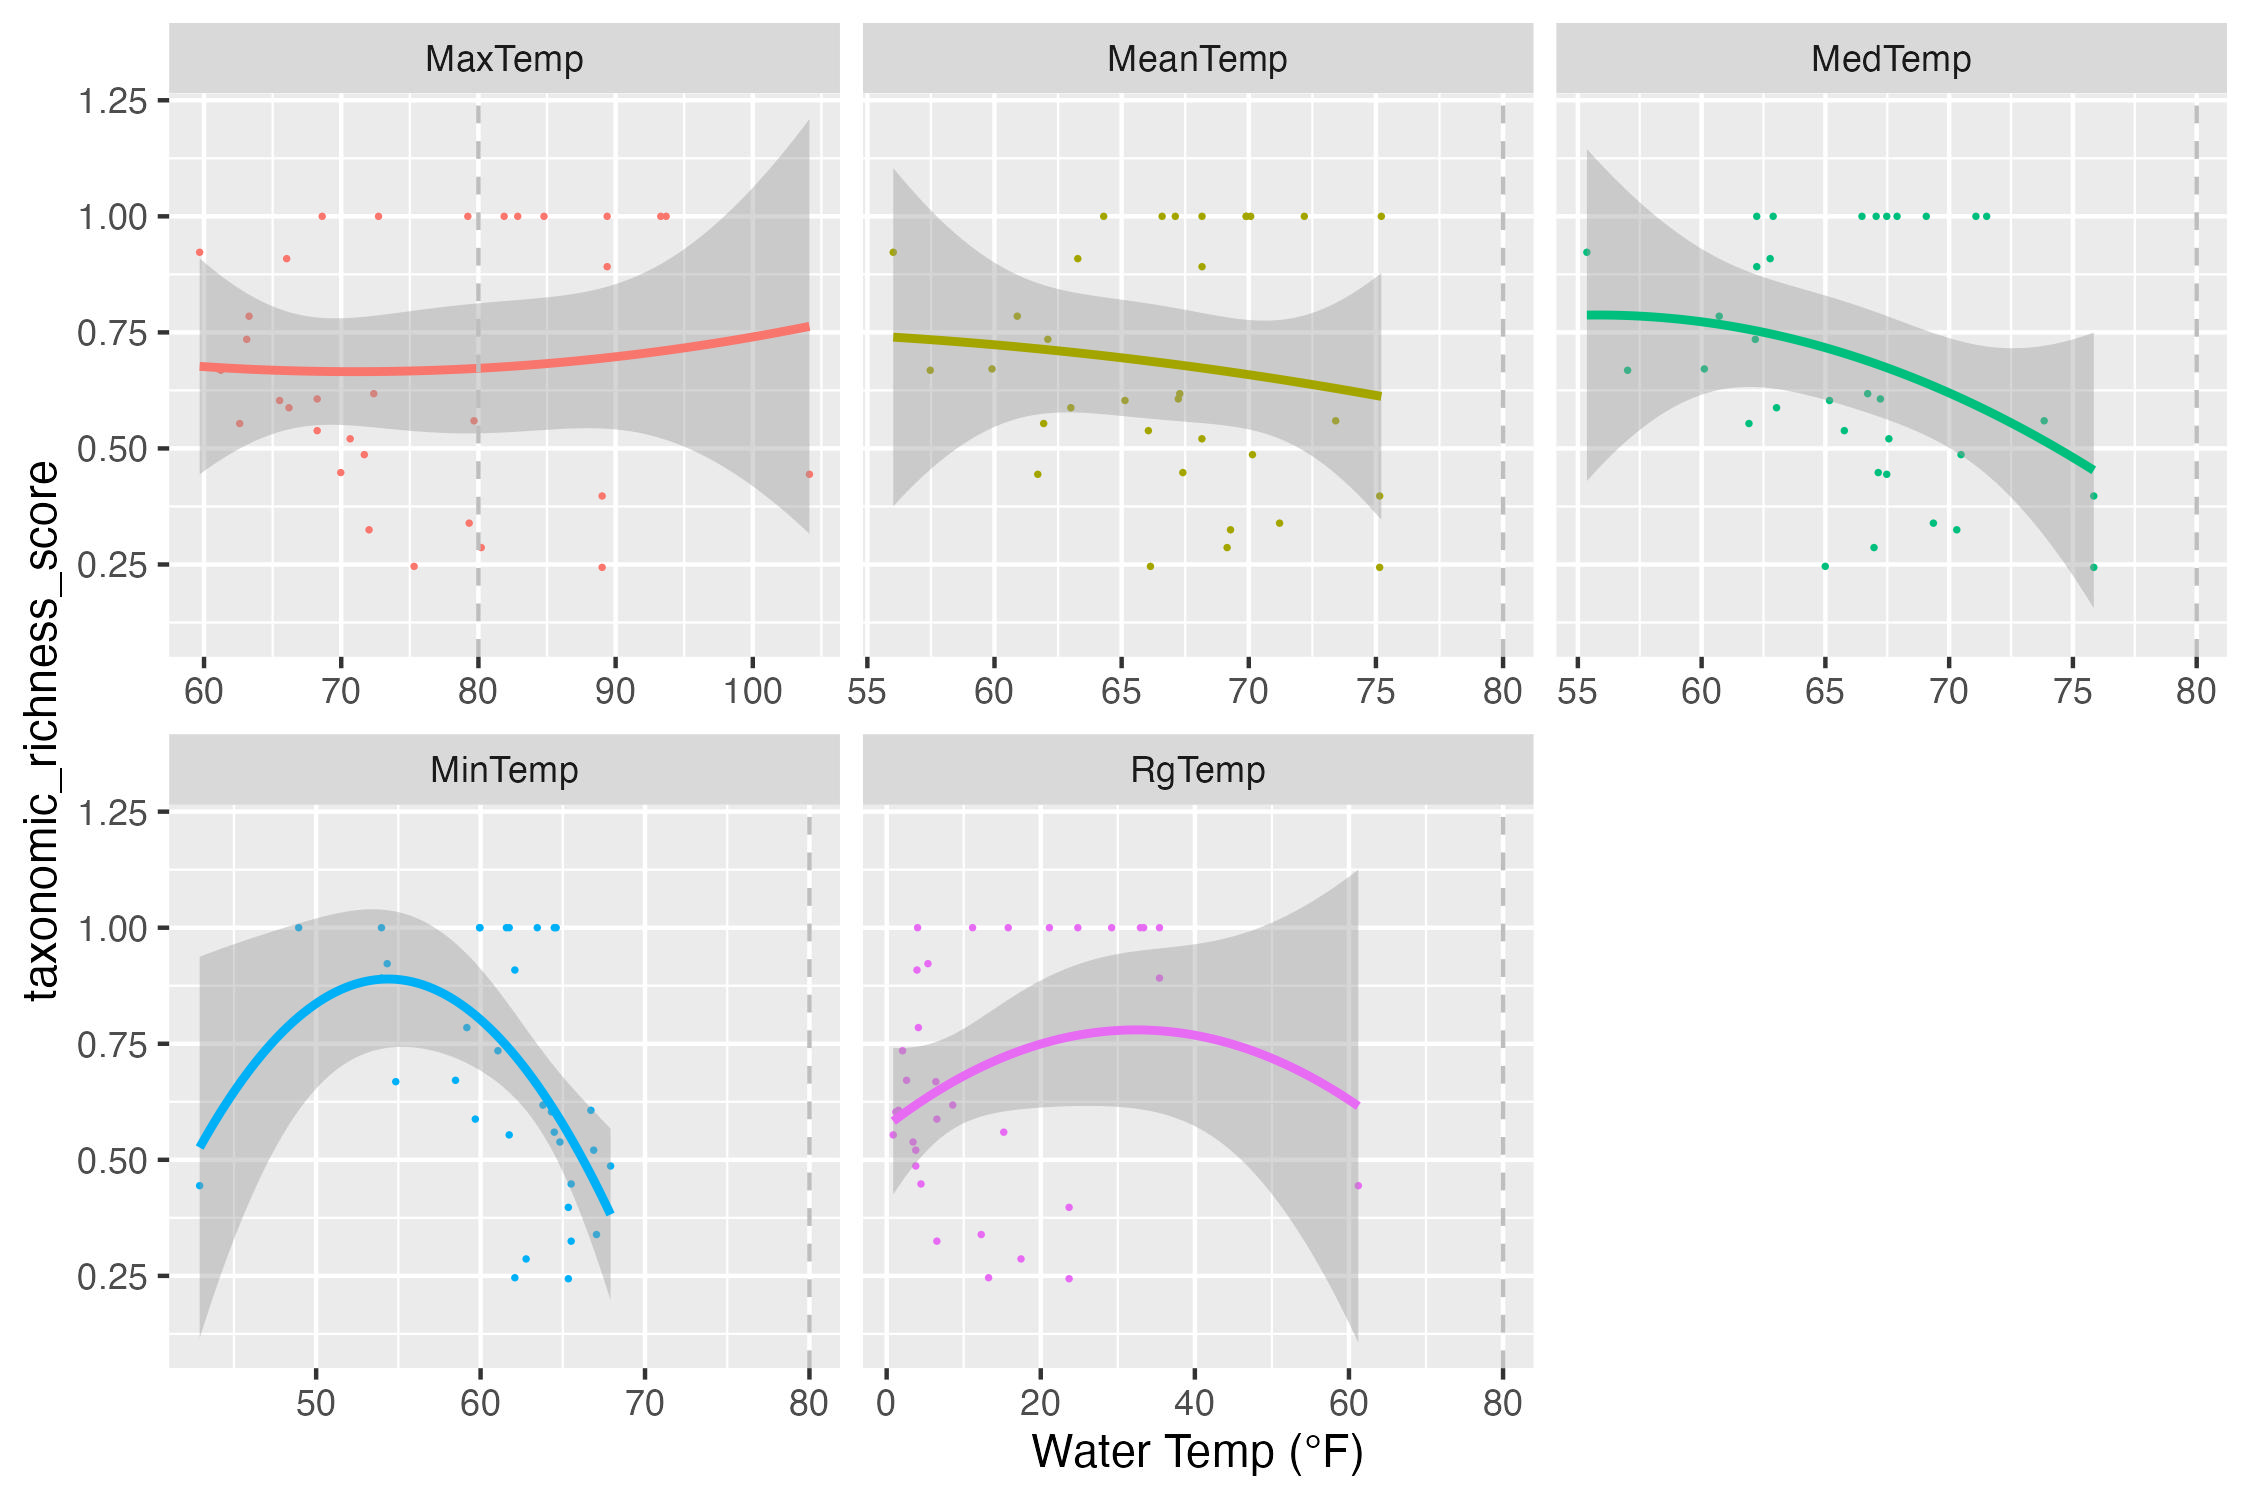 MaxTemp MeanTemp MedTemp
1.25
1.00
0.75
0.50
0.25
60 70 80 90 100 55 60 65 70 75 80 55 60 65 70 75 80
taxonomic_richness_score
MinTemp RgTemp
1.25
1.00
0.75
0.50
0.25
50 60 70 80 0 20 40 60 80
Water Temp (°F)